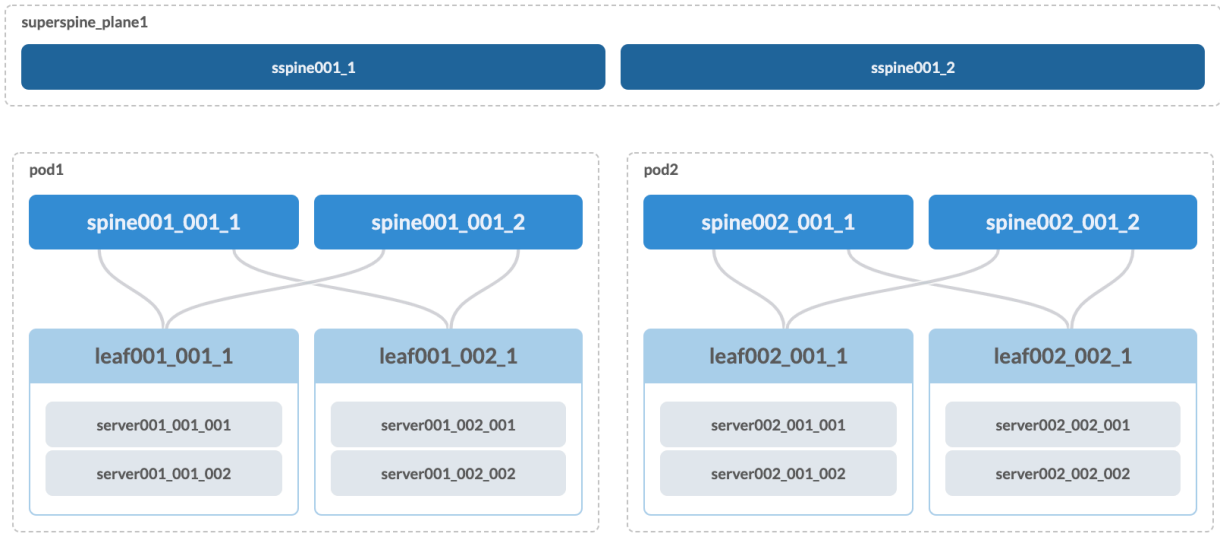 superspine_plane1
sspine001_1
sspine001_2
pod1
spine001_001_1
spine001_001_2
leaf001_001_1
leaf001_002_1
server001_001_001
server001_002_001
server001_001_002
server001_002_002
pod2
spine002_001_1
spine002_001_2
leaf002_001_1
leaf002_002_1
server002_001_001
server002_002_001
server002_001_002
server002_002_002